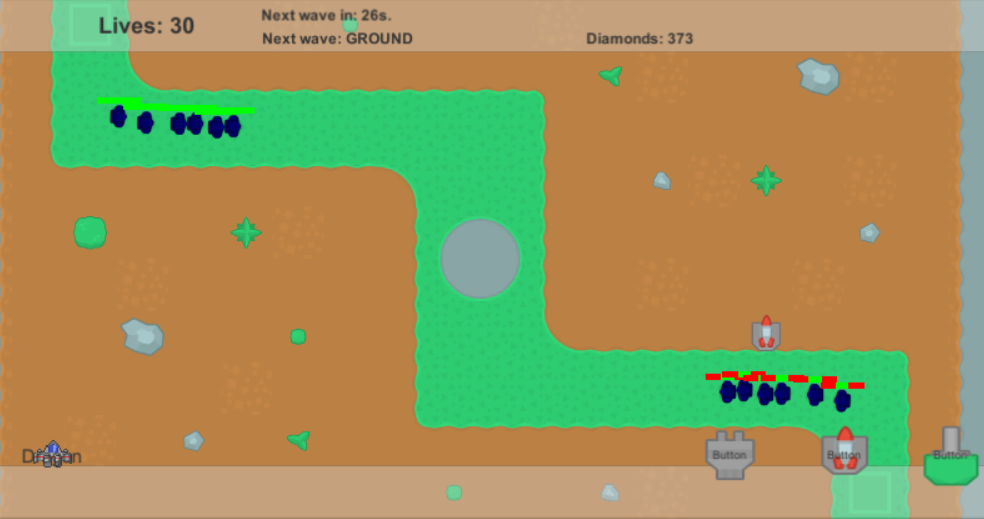 Lives: 30
Next wave in: 26s.
Next wave: GROUND
Diamonds: 373
Button
Button
Button